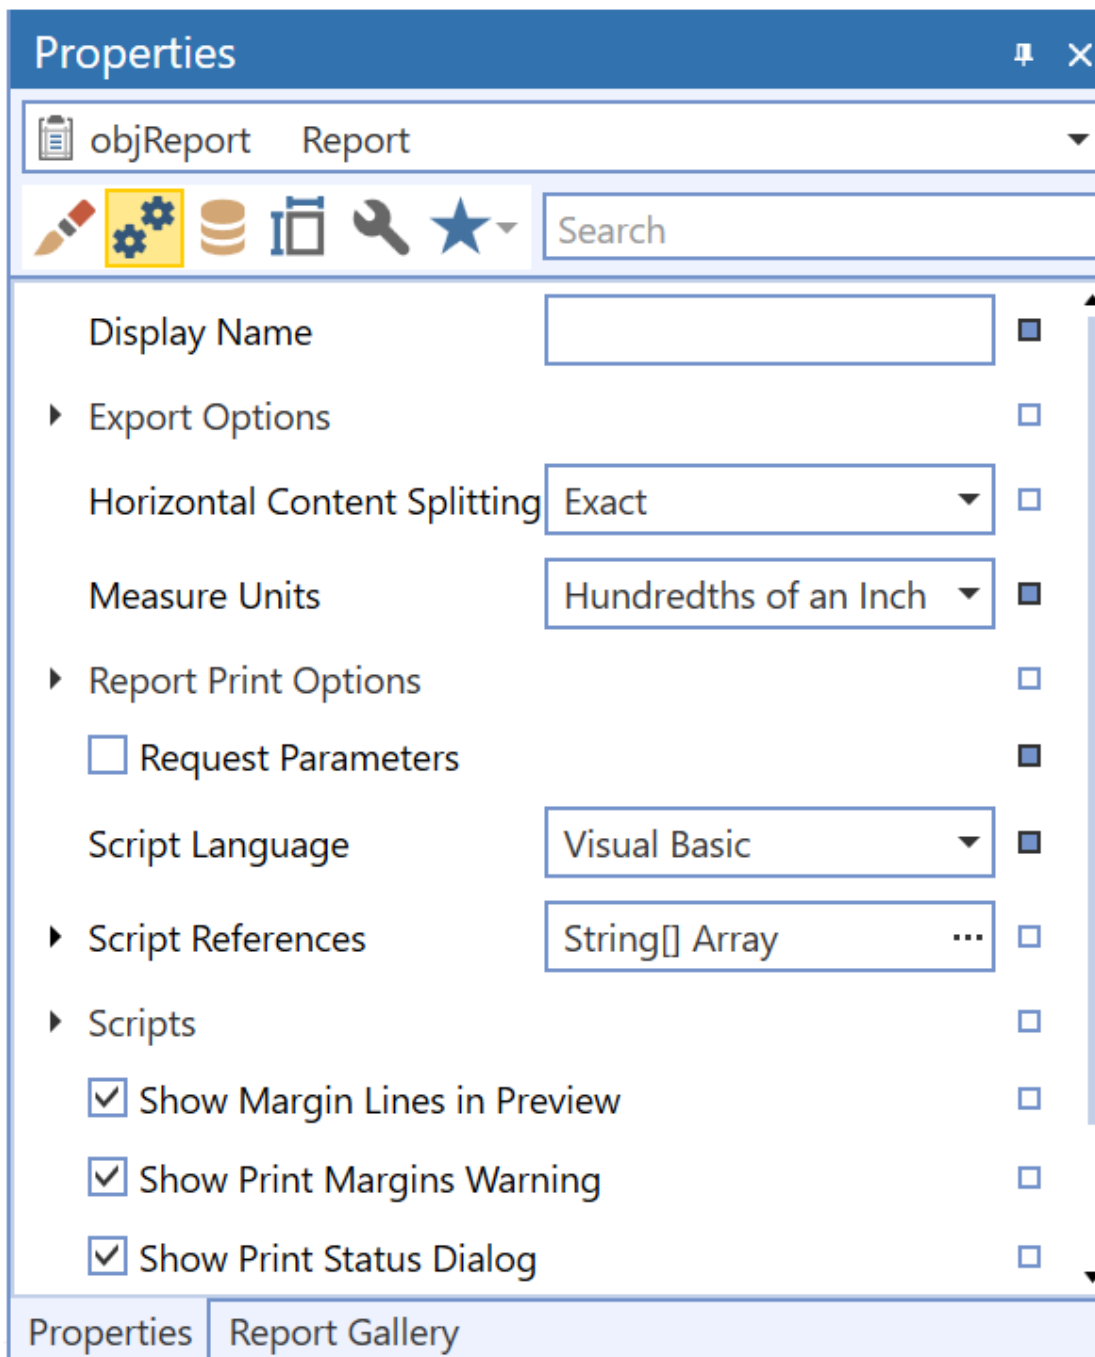 Properties
objReport Report
Search
Display Name
Export Options
Horizontal Content Splitting Exact
Measure Units Hundredths of an Inch
Report Print Options
Request Parameters
Script Language Visual Basic
Script References String[] Array ...
Scripts
Show Margin Lines in Preview
Show Print Margins Warning
Show Print Status Dialog
Properties Report Gallery